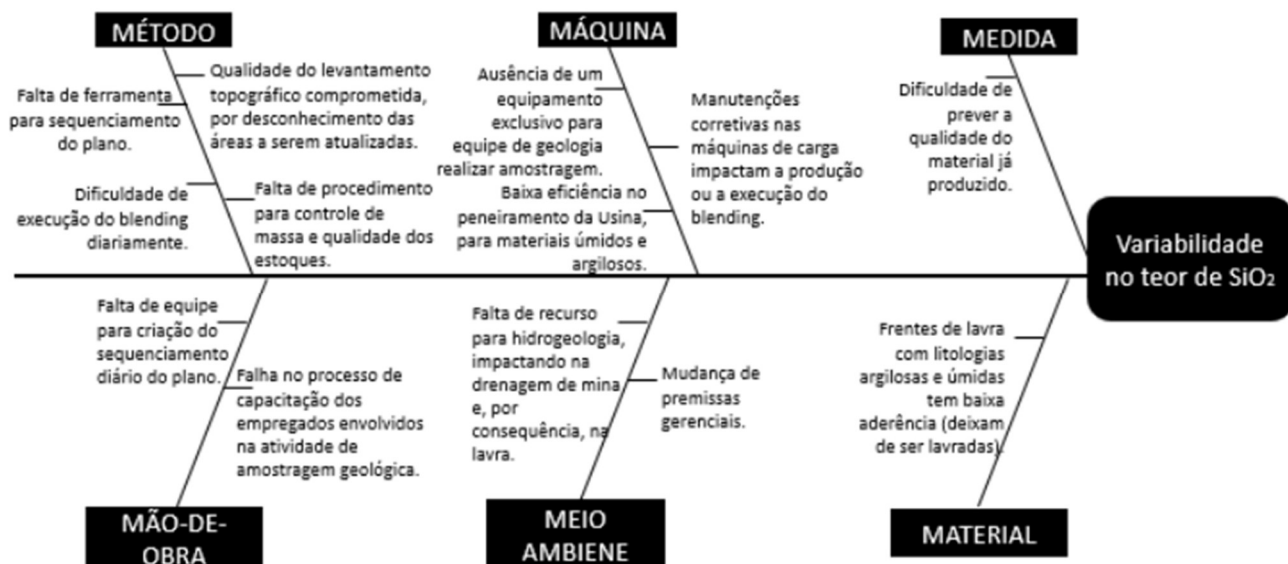 MÉTODO
Qualidade do levantamento
topográfico comprometida,
por desconhecimento das
áreas a serem atualizadas.
Falta de ferramenta
para sequenciamento
do plano.
Dificuldade de
execução do blending
diariamente.
Falta de procedimento
para controle de
massa e qualidade dos
estoques.
MÁQUINA
Ausência de um
equipamento
exclusivo para
equipe de geologia
realizar amostragem.
Manutenções
corretivas nas
máquinas de carga
impactam a produção
ou a execução do
blending.
Baixa eficiência no
peneiramento da Usina,
para materiais úmidos e
argilosos.
MEDIDA
Dificuldade de
prever a
qualidade do
material já
produzido.
Variabilidade
no teor de SiO₂
Falta de equipe
para criação do
sequenciamento
diário do plano.
Falha no processo de
capacitação dos
empregados envolvidos
na atividade de
amostragem geológica.
MÃO-DE-
OBRA
Falta de recurso
para hidrogeologia,
impactando na
drenagem de mina
e, por
consequência, na
lavra.
Mudança de
premissas
gerenciais.
MEIO
AMBIENE
Frentes de lavra
com litologias
argilosas e úmidas
tem baixa
aderência (deixam
de ser lavradas)
MATERIAL